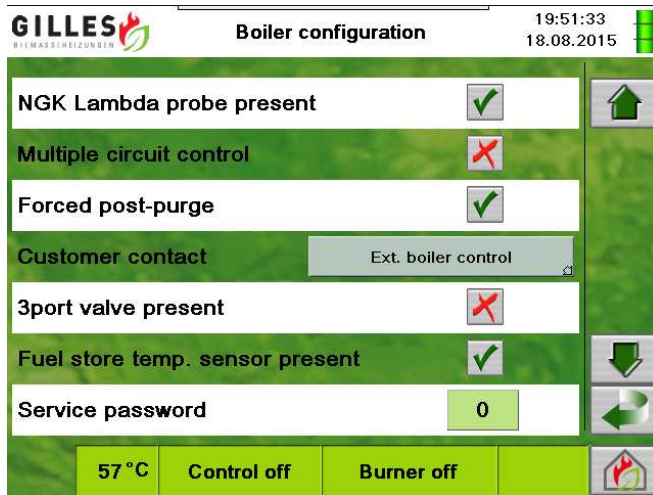 GILLES
BIOMASSEHEIZUNGEN
Boiler configuration
19:51:33
18.08.2015
NGK Lambda probe present
Multiple circuit control
Forced post-purge
Customer contact Ext. boiler control
3port valve present
Fuel store temp. sensor present
Service password 0
57°C Control off Burner off